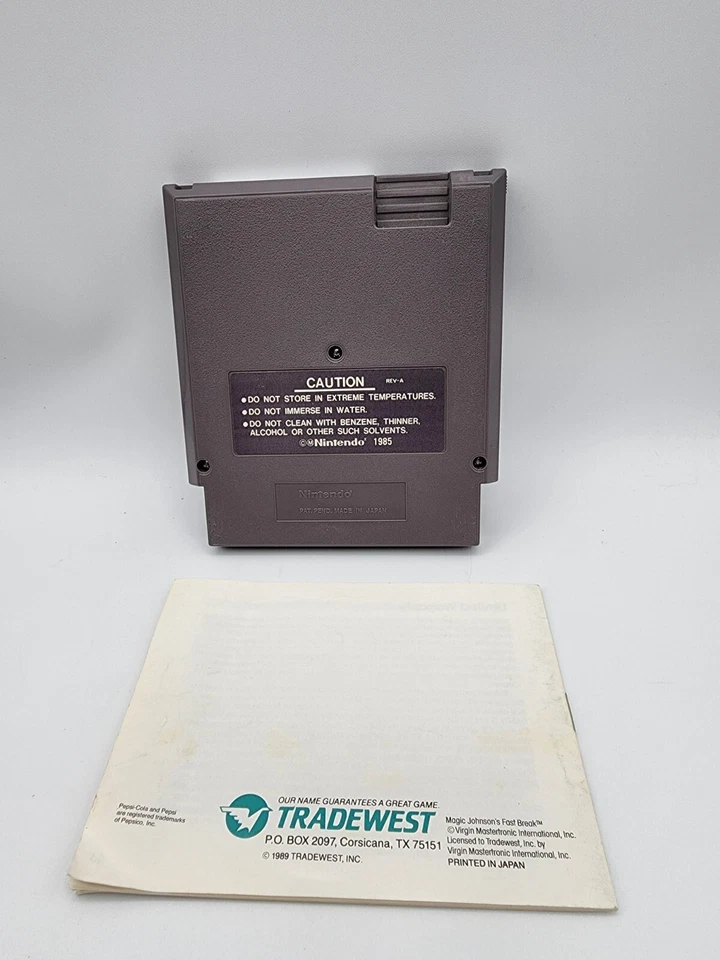 CAUTION REV-A
•DO NOT STORE IN EXTREME TEMPERATURES.
•DO NOT IMMERSE IN WATER.
•DO NOT CLEAN WITH BENZENE, THINNER,
ALCOHOL OR OTHER SUCH SOLVENTS.
©ⓂNintendo® 1985
Nintendo®
PAT. PEND. MADE IN JAPAN
Pepsi-Cola and Pepsi
are registered trademarks
of Pepsico, Inc.
OUR NAME GUARANTEES A GREAT GAME.
TRADEWEST
P.O. BOX 2097, Corsicana, TX 75151
© 1989 TRADEWEST, INC.
Magic Johnson's Fast Break™
©Virgin Mastertronic International, Inc.
Licensed to Tradewest, Inc. by
Virgin Mastertronic International, Inc.
PRINTED IN JAPAN